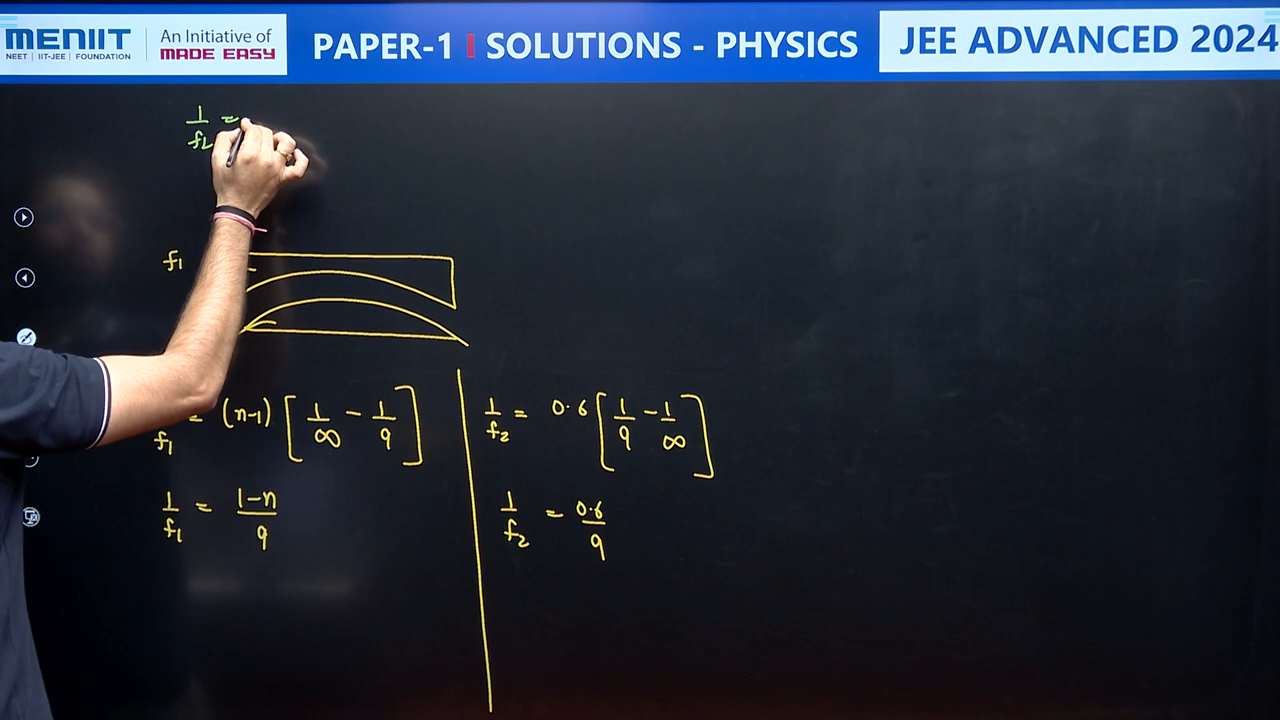 MENIIT
NEET | IIT-JEE | FOUNDATION
An Initiative of
MADE EASY
PAPER-1 | SOLUTIONS - PHYSICS
JEE ADVANCED 2024
1/f2 =
f1
/f1 = (n-1) [1/∞ - 1/9]
1/f2 = 0.6 [1/9 - 1/∞]
1/f1 = 1-n/9
1/f2 = 0.6/9